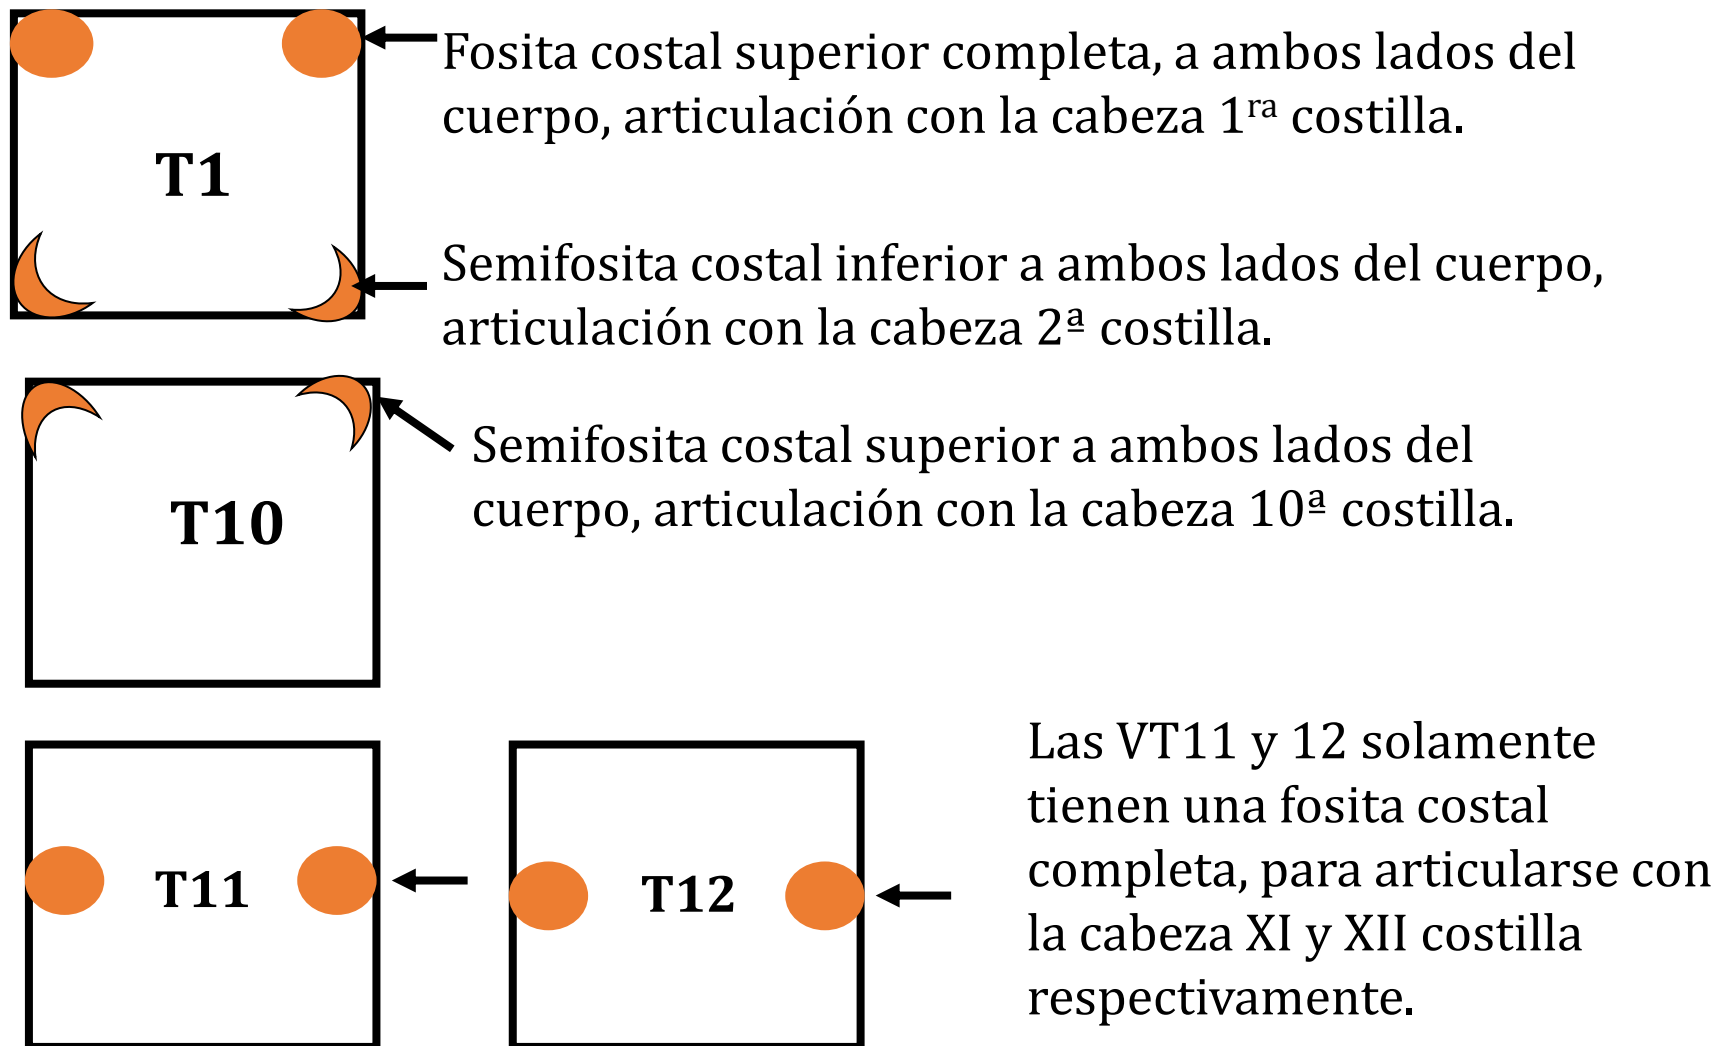 Fosita costal superior completa, a ambos lados del
cuerpo, articulación con la cabeza 1ra costilla.
T1
Semifosita costal inferior a ambos lados del cuerpo,
articulación con la cabeza 2ª costilla.
Semifosita costal superior a ambos lados del
cuerpo, articulación con la cabeza 10ª costilla.
T10
T11
T12
Las VT11 y 12 solamente
tienen una fosita costal
completa, para articularse con
la cabeza XI y XII costilla
respectivamente.